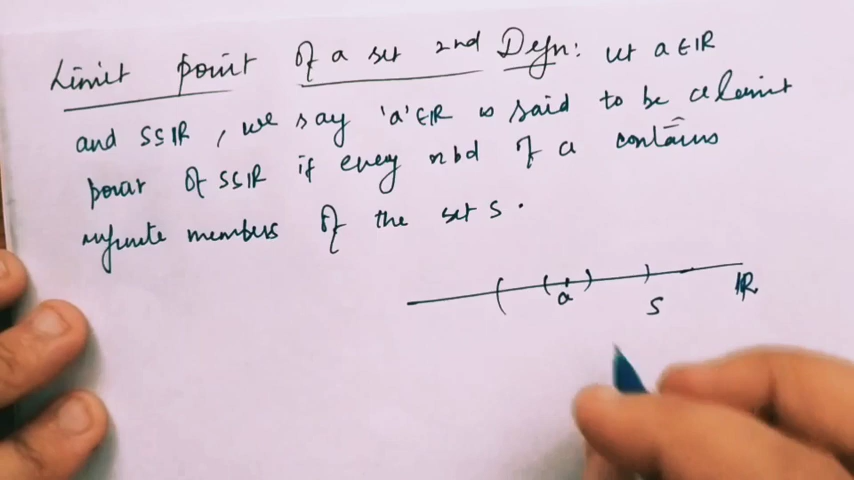 Limit point of a set 2nd Defn: let a∈ℝ
and S⊆ℝ, we say 'a'∈ℝ is said to be a limit
point of S⊆ℝ if every nbd of a contains
infinite members of the set S.
( ( a ) ) S ℝ